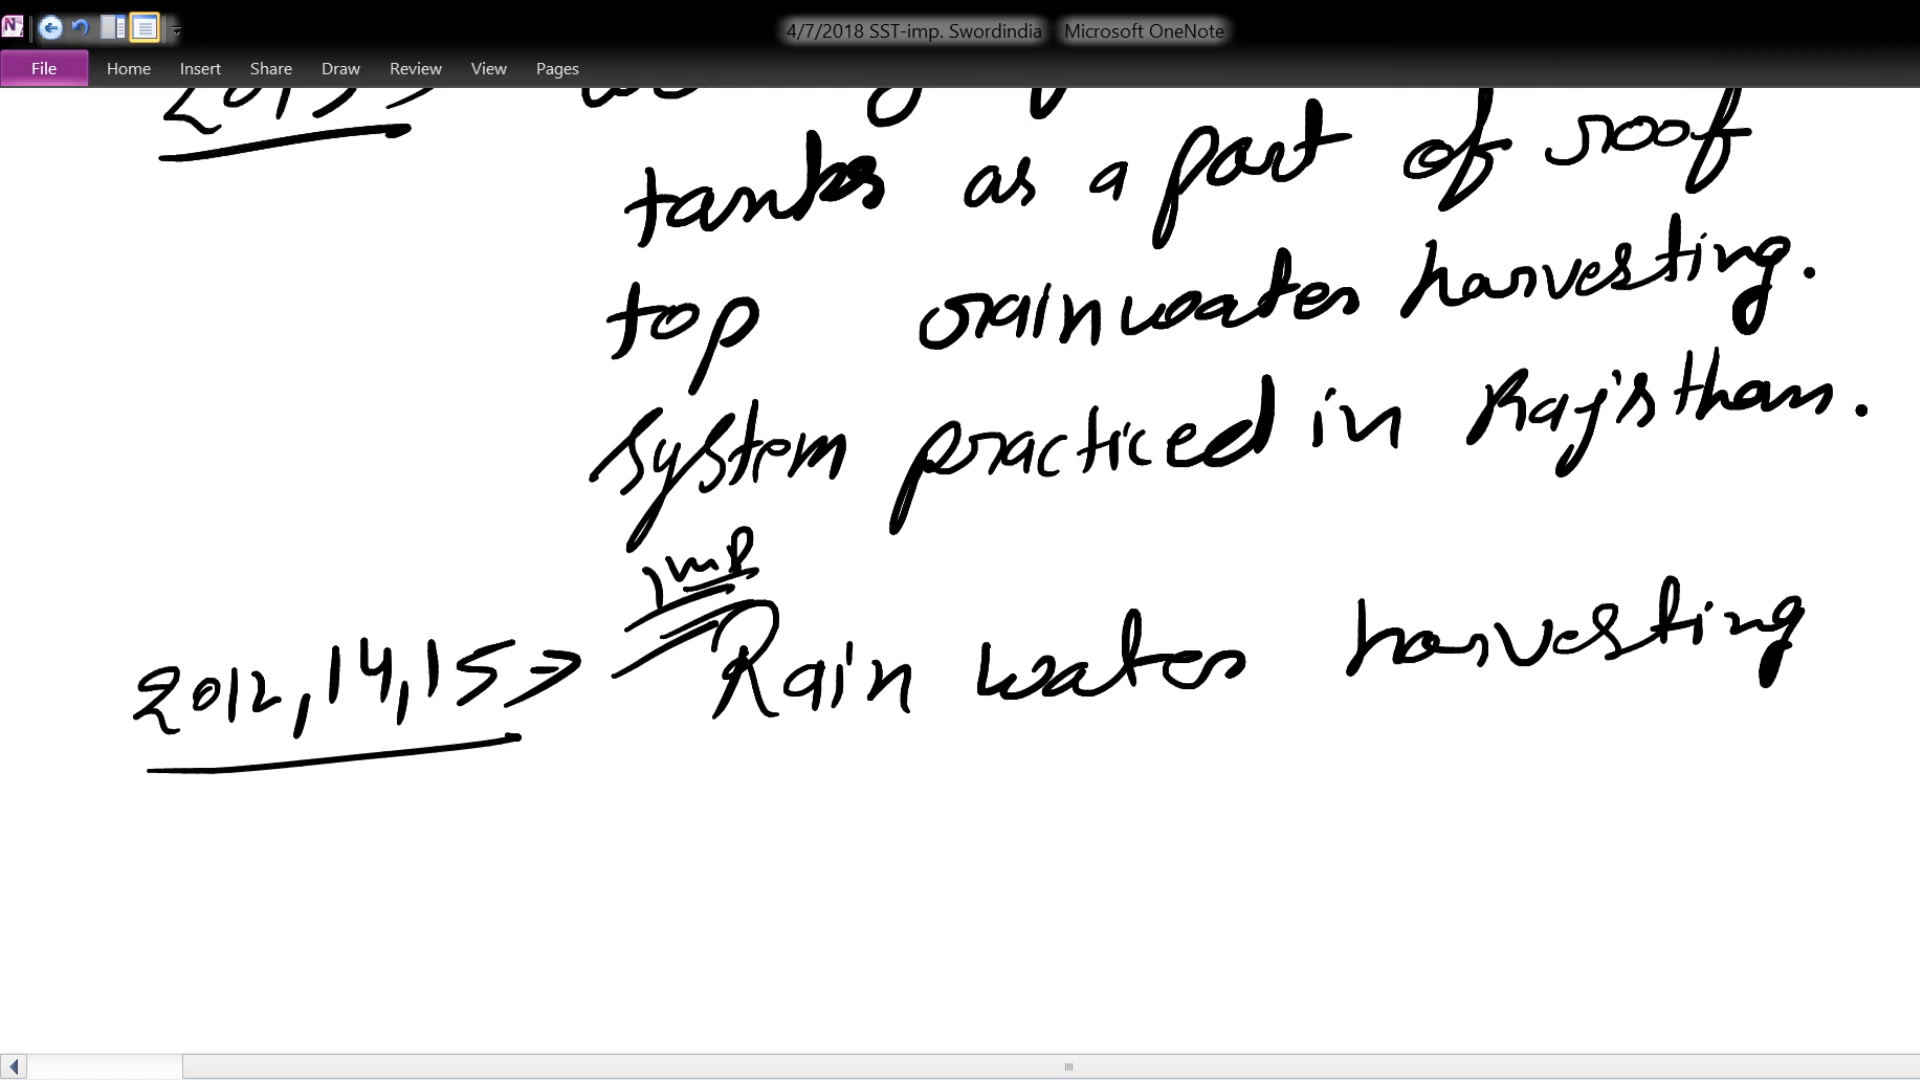 4/7/2018 SST-imp. Swordindia - Microsoft OneNote
File Home Insert Share Draw Review View Pages
tanks as a part of roof
top rainwater harvesting.
system practiced in Rajsthan.
imp
2012, 14, 15 => Rain water harvesting